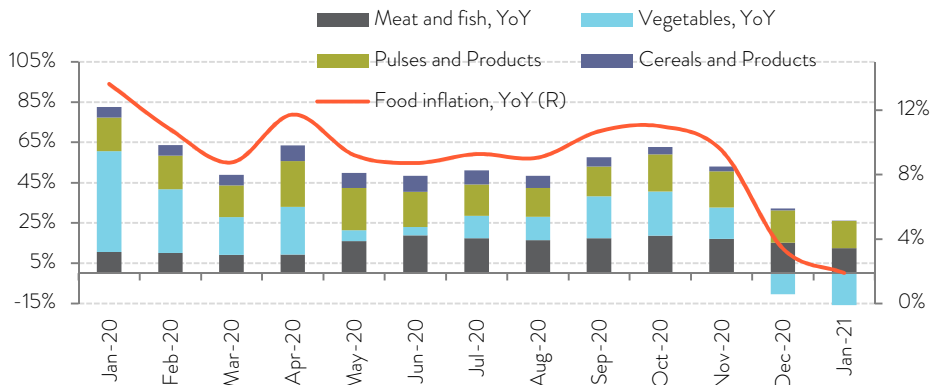 Meat and fish, YoY
Vegetables, YoY
Pulses and Products
Cereals and Products
Food inflation, YoY (R)
105%
85%
65%
45%
25%
5%
-15%
12%
8%
4%
0%
Jan-20
Feb-20
Mar-20
Apr-20
May-20
Jun-20
Jul-20
Aug-20
Sep-20
Oct-20
Nov-20
Dec-20
Jan-21